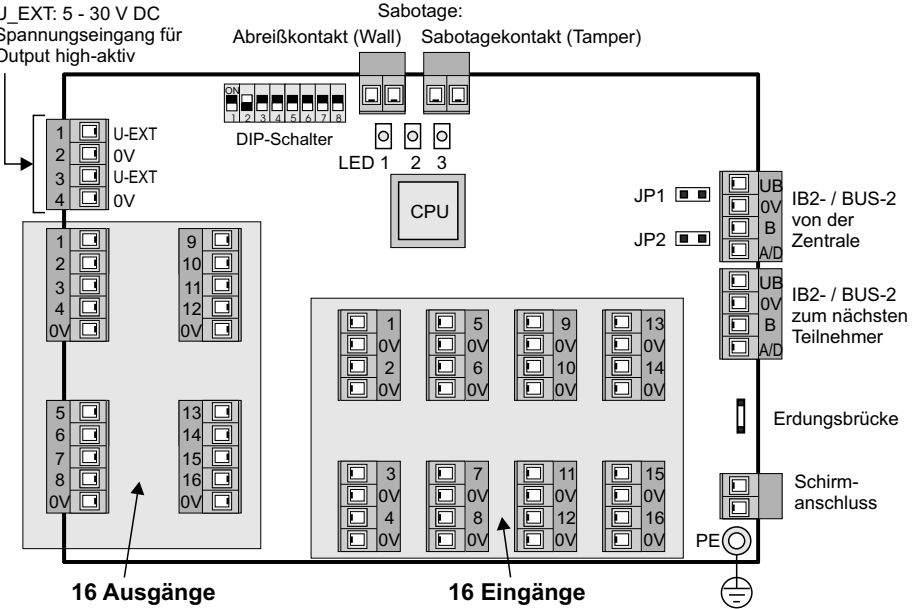 U_EXT: 5 - 30 V DC
Spannungseingang für
Output high-aktiv
Sabotage:
Abreißkontakt (Wall) Sabotagekontakt (Tamper)
ON
1 2 3 4 5 6 7 8
DIP-Schalter
LED 1 2 3
CPU
1 U-EXT
2 0V
3 U-EXT
4 0V
JP1
JP2
UB
0V
B
A/D
IB2- / BUS-2
von der
Zentrale
UB
0V
B
A/D
IB2- / BUS-2
zum nächsten
Teilnehmer
1
2
3
4
0V
9
10
11
12
0V
5
6
7
8
0V
13
14
15
16
0V
1
0V
2
0V
5
0V
6
0V
9
0V
10
0V
13
0V
14
0V
3
0V
4
0V
7
0V
8
0V
11
0V
12
0V
15
0V
16
0V
Erdungsbrücke
Schirm-
anschluss
PE
16 Ausgänge
16 Eingänge